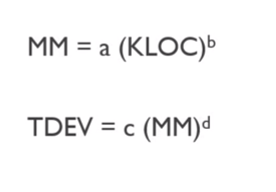 MM = a (KLOC)ᵇ
TDEV = c (MM)ᵈ